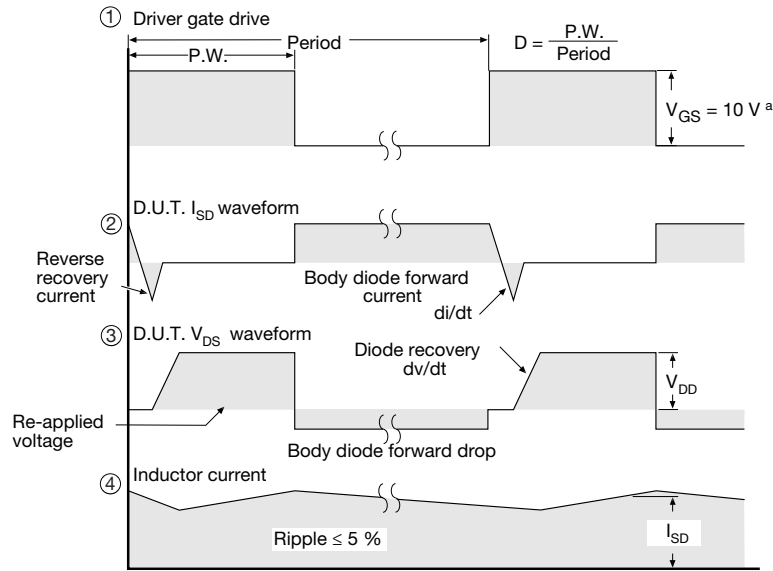 ① Driver gate drive
Period
P.W.
D = P.W. / Period
V_GS = 10 V ᵃ
② D.U.T. I_SD waveform
Reverse
recovery
current
Body diode forward
current
di/dt
③ D.U.T. V_DS waveform
Diode recovery
dv/dt
V_DD
Re-applied
voltage
Body diode forward drop
④ Inductor current
Ripple ≤ 5 %
I_SD